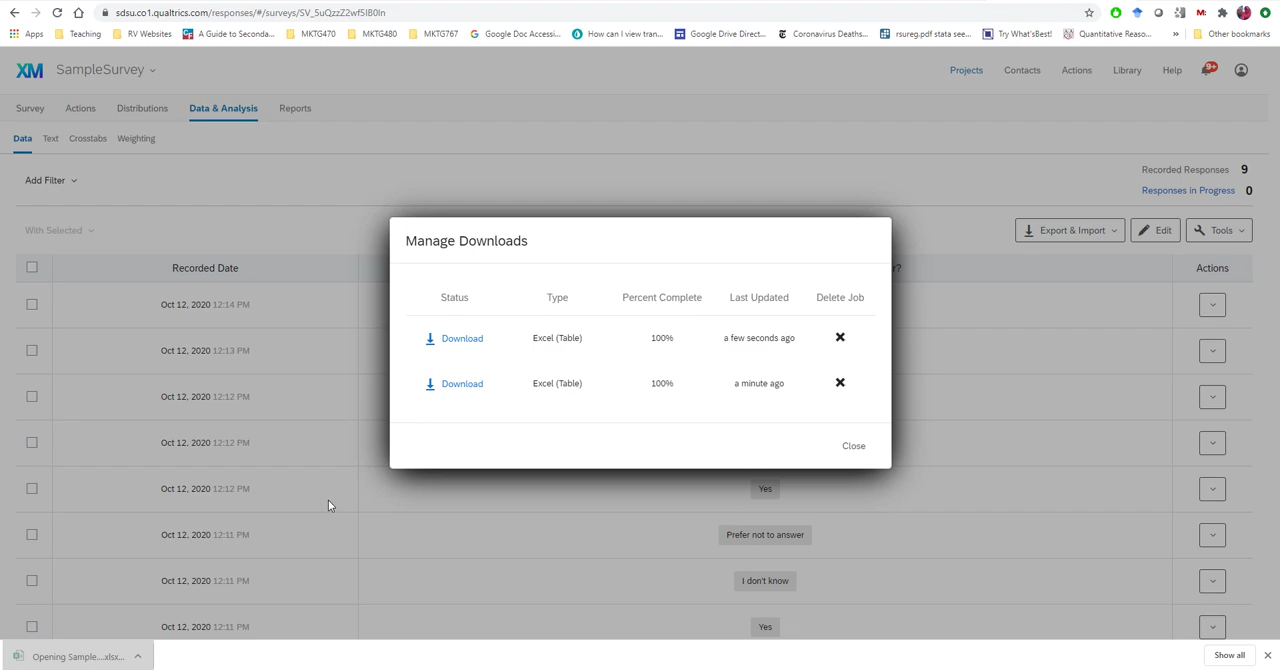 sdsu.co1.qualtrics.com/responses/#/surveys/SV_5uQzzZ2wf5IB0In
Apps Teaching RV Websites A Guide to Seconda... MKTG470 MKTG480 MKTG767 Google Doc Accessi... How can I view tran... Google Drive Direct... Coronavirus Deaths... rsureg.pdf stata see... Try What'sBest! Quantitative Reaso... » Other bookmarks
XM SampleSurvey Projects Contacts Actions Library Help 9+
Survey Actions Distributions Data & Analysis Reports
Data Text Crosstabs Weighting
Recorded Responses 9
Add Filter
Responses in Progress 0
With Selected Export & Import Edit Tools
Manage Downloads
Recorded Date r? Actions
Status Type Percent Complete Last Updated Delete Job
Oct 12, 2020 12:14 PM
Download Excel (Table) 100% a few seconds ago
Oct 12, 2020 12:13 PM
Download Excel (Table) 100% a minute ago
Oct 12, 2020 12:12 PM
Oct 12, 2020 12:12 PM
Close
Oct 12, 2020 12:12 PM Yes
Oct 12, 2020 12:11 PM Prefer not to answer
Oct 12, 2020 12:11 PM I don't know
Oct 12, 2020 12:11 PM Yes
Opening Sample....xlsx... Show all